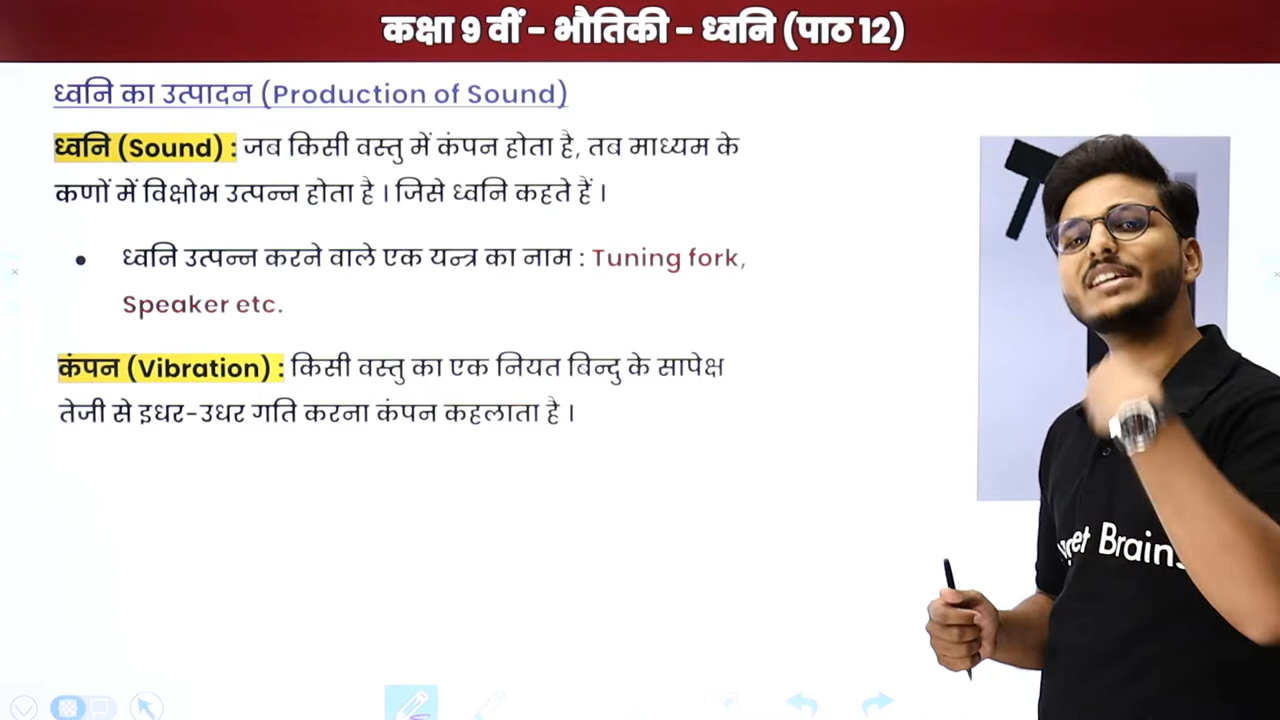 कक्षा 9 वीं - भौतिकी - ध्वनि (पाठ 12)
ध्वनि का उत्पादन (Production of Sound)
ध्वनि (Sound) : जब किसी वस्तु में कंपन होता है, तब माध्यम के
कणों में विक्षोभ उत्पन्न होता है । जिसे ध्वनि कहते हैं ।
• ध्वनि उत्पन्न करने वाले एक यन्त्र का नाम : Tuning fork,
Speaker etc.
कंपन (Vibration) : किसी वस्तु का एक नियत बिन्दु के सापेक्ष
तेजी से इधर-उधर गति करना कंपन कहलाता है ।
Brains